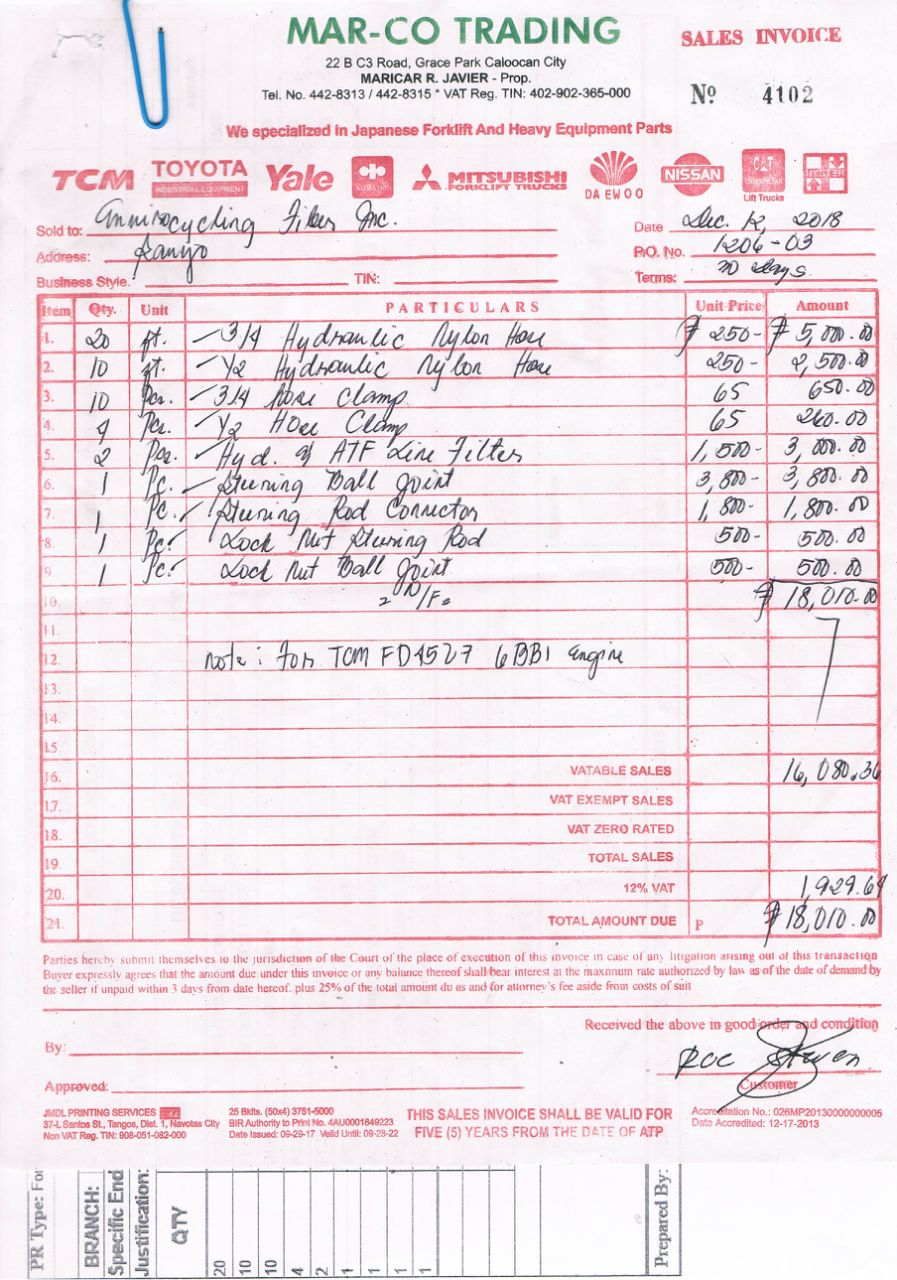 MAR-CO TRADING
SALES INVOICE
22 B C3 Road, Grace Park Caloocan City
MARICAR R. JAVIER - Prop.
Tel. No. 442-8313 / 442-8315 * VAT Reg. TIN: 402-902-365-000
Nº 4102
We specialized in Japanese Forklift And Heavy Equipment Parts
TCM TOYOTA INDUSTRIAL EQUIPMENT Yale KOMATSU MITSUBISHI FORKLIFT TRUCKS DAEWOO NISSAN CAT Lift Trucks HYSTER
Sold to: Fiber Inc. Date Dec. 12, 2018
Address: P.O. No. 1206-03
Business Style: TIN: Terms: 30 days
Item Qty. Unit PARTICULARS Unit Price Amount
1. 20 ft. - 3/4 Hydraulic Nylon Hose ₱ 250- ₱ 5,000.00
2. 10 ft. - 1/2 Hydraulic Nylon Hose 250- 2,500.00
3. 10 Pcs. - 3/4 Hose Clamp 65 650.00
4. 4 Pcs. - 1/2 Hose Clamp 65 260.00
5. 2 Pcs. - Hyd. & ATF Line Filter 1,500- 3,000.00
6. 1 Pc. - Steering Ball Joint 3,800- 3,800.00
7. 1 Pc. - Steering Rod Connector 1,800- 1,800.00
8. 1 Pc. - Lock Nut Steering Rod 500- 500.00
9. 1 Pc. - Lock Nut Ball Joint 500- 500.00
10. = N/F = ₱ 18,010.00
11.
12. note: for TCM FD45Z7 6BB1 engine
13.
14.
15.
16. VATABLE SALES 16,080.36
17. VAT EXEMPT SALES
18. VAT ZERO RATED
19. TOTAL SALES
20. 12% VAT 1,929.64
21. TOTAL AMOUNT DUE P ₱18,010.00
Parties hereby submit themselves to the jurisdiction of the Court of the place of execution of this invoice in case of any litigation arising out of this transaction
Buyer expressly agrees that the amount due under this invoice or any balance thereof shall bear interest at the maximum rate authorized by law as of the date of demand by
the seller if unpaid within 3 days from date hereof. plus 25% of the total amount du as and for attorney's fee aside from costs of suit
Received the above in good order and condition
By:
Customer
Approved:
JMDL PRINTING SERVICES
37-L Santos St., Tangos, Dist. 1, Navotas City
Non VAT Reg. TIN: 908-051-082-000
25 Bklts. (50x4) 3751-5000
BIR Authority to Print No. 4AU0001849223
Date Issued: 09-29-17 Valid Until: 09-28-22
THIS SALES INVOICE SHALL BE VALID FOR
FIVE (5) YEARS FROM THE DATE OF ATP
Accreditation No.: 026MP20130000000005
Date Accredited: 12-17-2013
PR Type: For
BRANCH:
Specific End
Justification:
QTY
20
10
10
4
2
1
1
1
1
Prepared By: